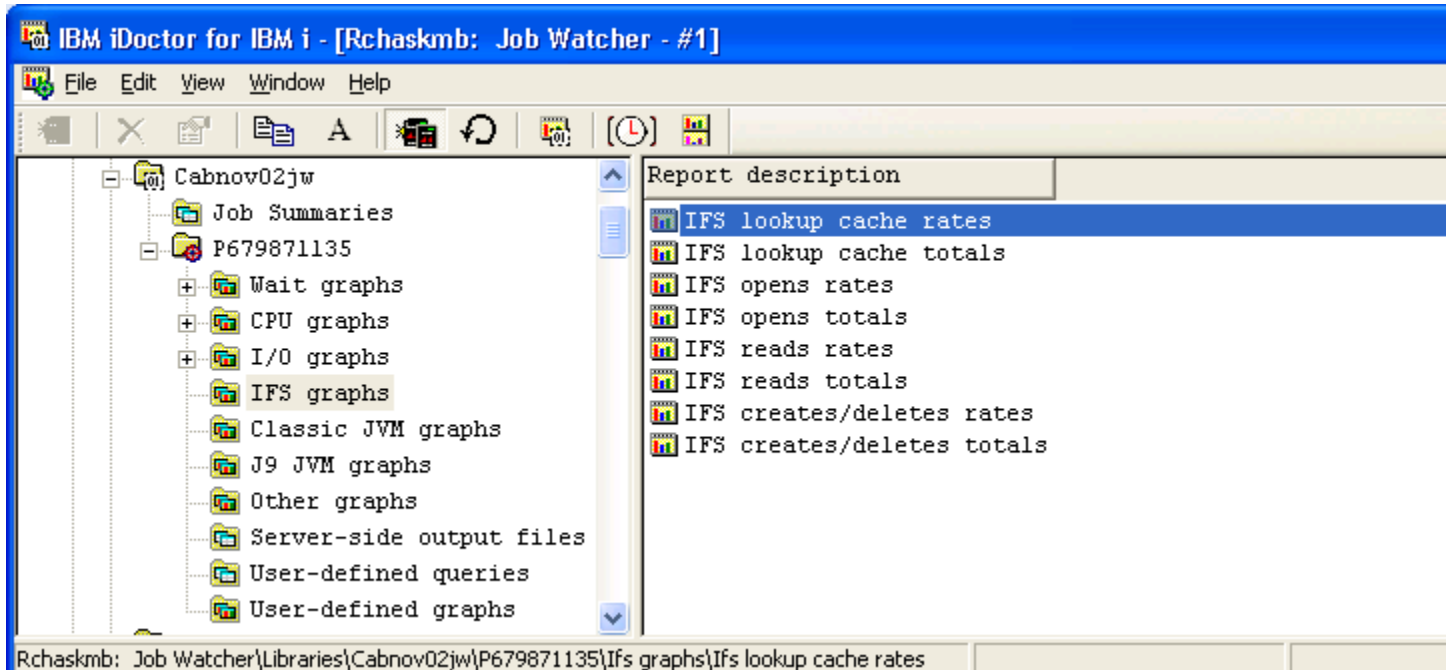 IBM iDoctor for IBM i - [Rchaskmb: Job Watcher - #1]
File Edit View Window Help
Cabnov02jw
Job Summaries
P679871135
Wait graphs
CPU graphs
I/O graphs
IFS graphs
Classic JVM graphs
J9 JVM graphs
Other graphs
Server-side output files
User-defined queries
User-defined graphs
Report description
IFS lookup cache rates
IFS lookup cache totals
IFS opens rates
IFS opens totals
IFS reads rates
IFS reads totals
IFS creates/deletes rates
IFS creates/deletes totals
Rchaskmb: Job Watcher\Libraries\Cabnov02jw\P679871135\Ifs graphs\Ifs lookup cache rates